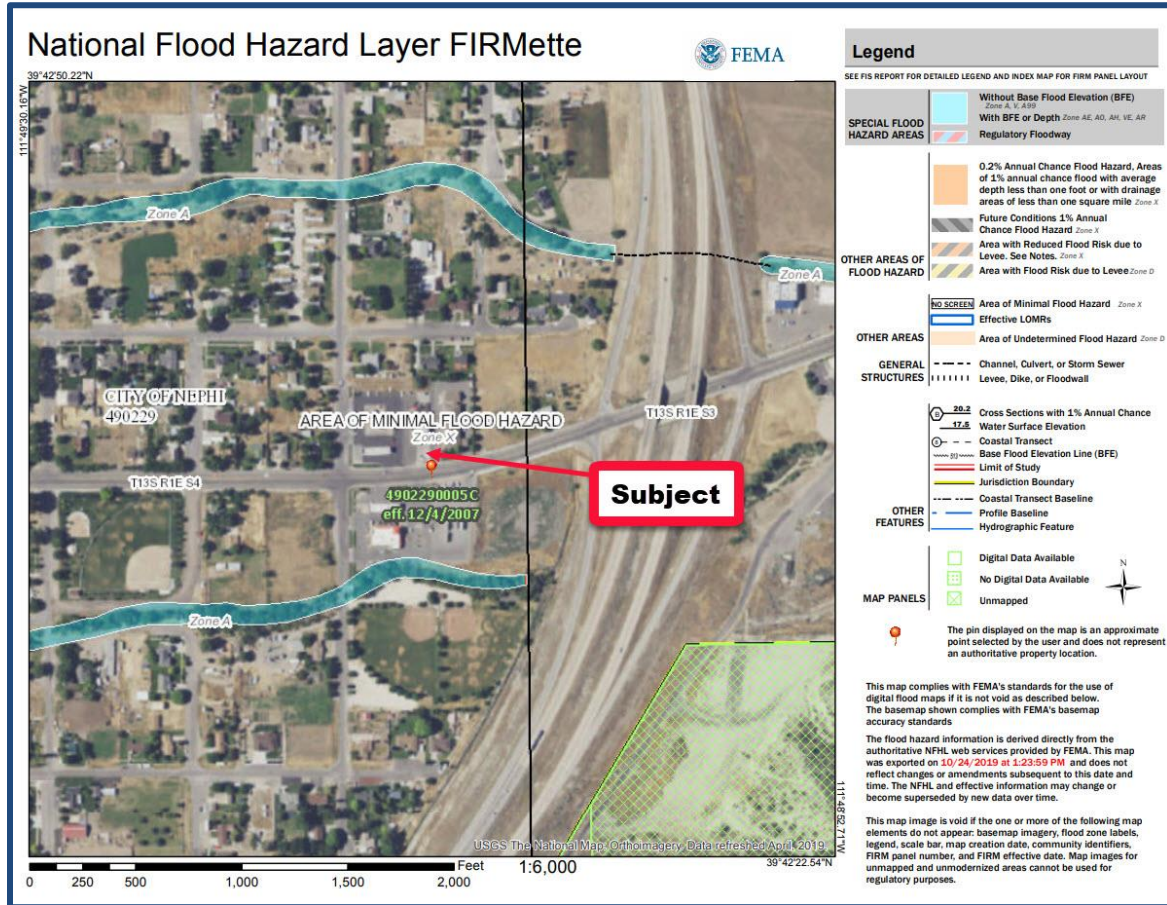 National Flood Hazard Layer FIRMette
FEMA
39°42'50.22"N
111°49'30.16"W
Zone A
Zone A
CITY OF NEPHI
490229
AREA OF MINIMAL FLOOD HAZARD
Zone X
T13S R1E S3
T13S R1E S4
Subject
4902290005C
eff. 12/4/2007
Zone A
111°48'52.71"W
USGS The National Map: Orthoimagery. Data refreshed April, 2019.
39°42'22.54"N
Feet
1:6,000
0 250 500 1,000 1,500 2,000
Legend
SEE FIS REPORT FOR DETAILED LEGEND AND INDEX MAP FOR FIRM PANEL LAYOUT
SPECIAL FLOOD
HAZARD AREAS
Without Base Flood Elevation (BFE)
Zone A, V, A99
With BFE or Depth Zone AE, AO, AH, VE, AR
Regulatory Floodway
0.2% Annual Chance Flood Hazard, Areas
of 1% annual chance flood with average
depth less than one foot or with drainage
areas of less than one square mile Zone X
Future Conditions 1% Annual
Chance Flood Hazard Zone X
Area with Reduced Flood Risk due to
Levee. See Notes. Zone X
Area with Flood Risk due to Levee Zone D
OTHER AREAS OF
FLOOD HAZARD
NO SCREEN Area of Minimal Flood Hazard Zone X
Effective LOMRs
OTHER AREAS
Area of Undetermined Flood Hazard Zone D
GENERAL
STRUCTURES
Channel, Culvert, or Storm Sewer
Levee, Dike, or Floodwall
B 20.2 Cross Sections with 1% Annual Chance
17.5 Water Surface Elevation
8 Coastal Transect
513 Base Flood Elevation Line (BFE)
Limit of Study
Jurisdiction Boundary
Coastal Transect Baseline
OTHER
FEATURES
Profile Baseline
Hydrographic Feature
Digital Data Available
No Digital Data Available
MAP PANELS
Unmapped
N
The pin displayed on the map is an approximate
point selected by the user and does not represent
an authoritative property location.
This map complies with FEMA's standards for the use of
digital flood maps if it is not void as described below.
The basemap shown complies with FEMA's basemap
accuracy standards
The flood hazard information is derived directly from the
authoritative NFHL web services provided by FEMA. This map
was exported on 10/24/2019 at 1:23:59 PM and does not
reflect changes or amendments subsequent to this date and
time. The NFHL and effective information may change or
become superseded by new data over time.
This map image is void if the one or more of the following map
elements do not appear: basemap imagery, flood zone labels,
legend, scale bar, map creation date, community identifiers,
FIRM panel number, and FIRM effective date. Map images for
unmapped and unmodernized areas cannot be used for
regulatory purposes.